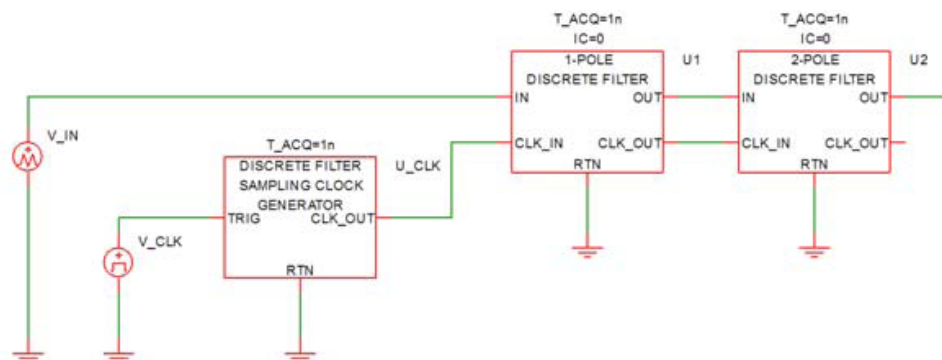 T_ACQ=1n
IC=0
1-POLE
DISCRETE FILTER
IN
OUT
CLK_IN
CLK_OUT
RTN
U1
T_ACQ=1n
IC=0
2-POLE
DISCRETE FILTER
IN
OUT
CLK_IN
CLK_OUT
RTN
U2
V_IN
T_ACQ=1n
DISCRETE FILTER
SAMPLING CLOCK
GENERATOR
TRIG
CLK_OUT
RTN
U_CLK
V_CLK